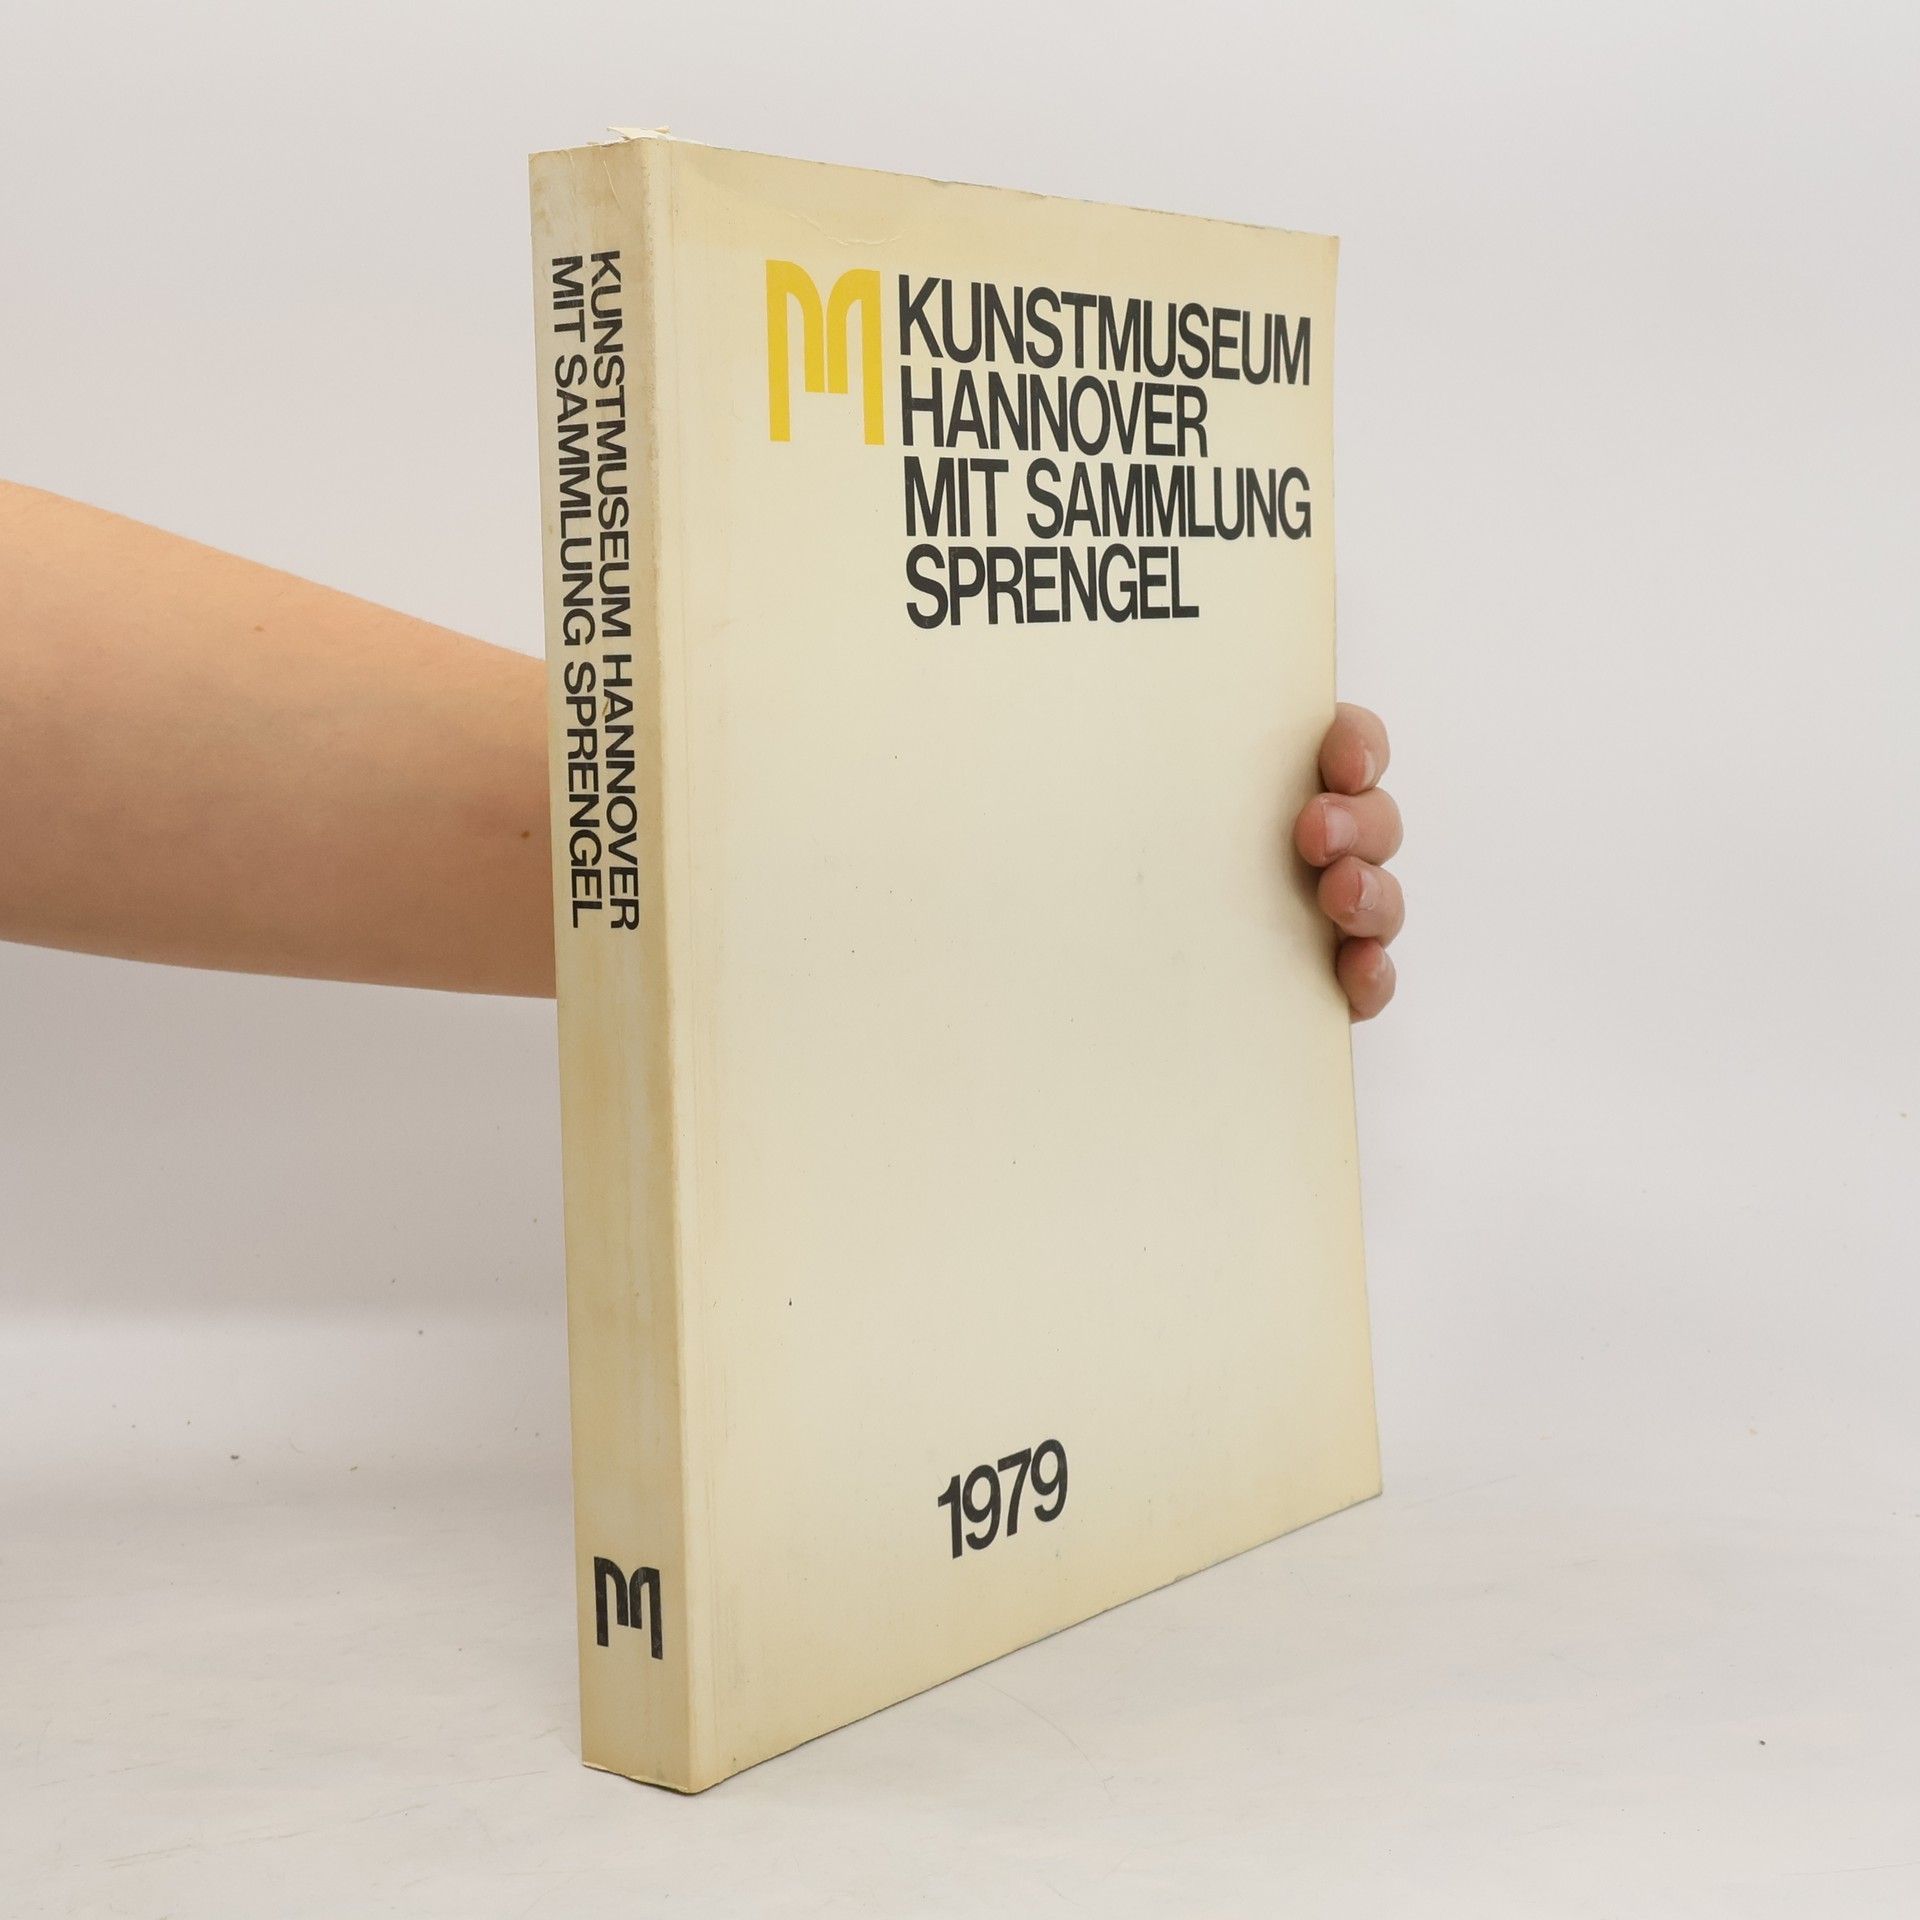 KUNSTMUSEUM HANNOVER
MIT SAMMLUNG SPRENGEL
M
M
KUNSTMUSEUM
HANNOVER
MIT SAMMLUNG
SPRENGEL
1979